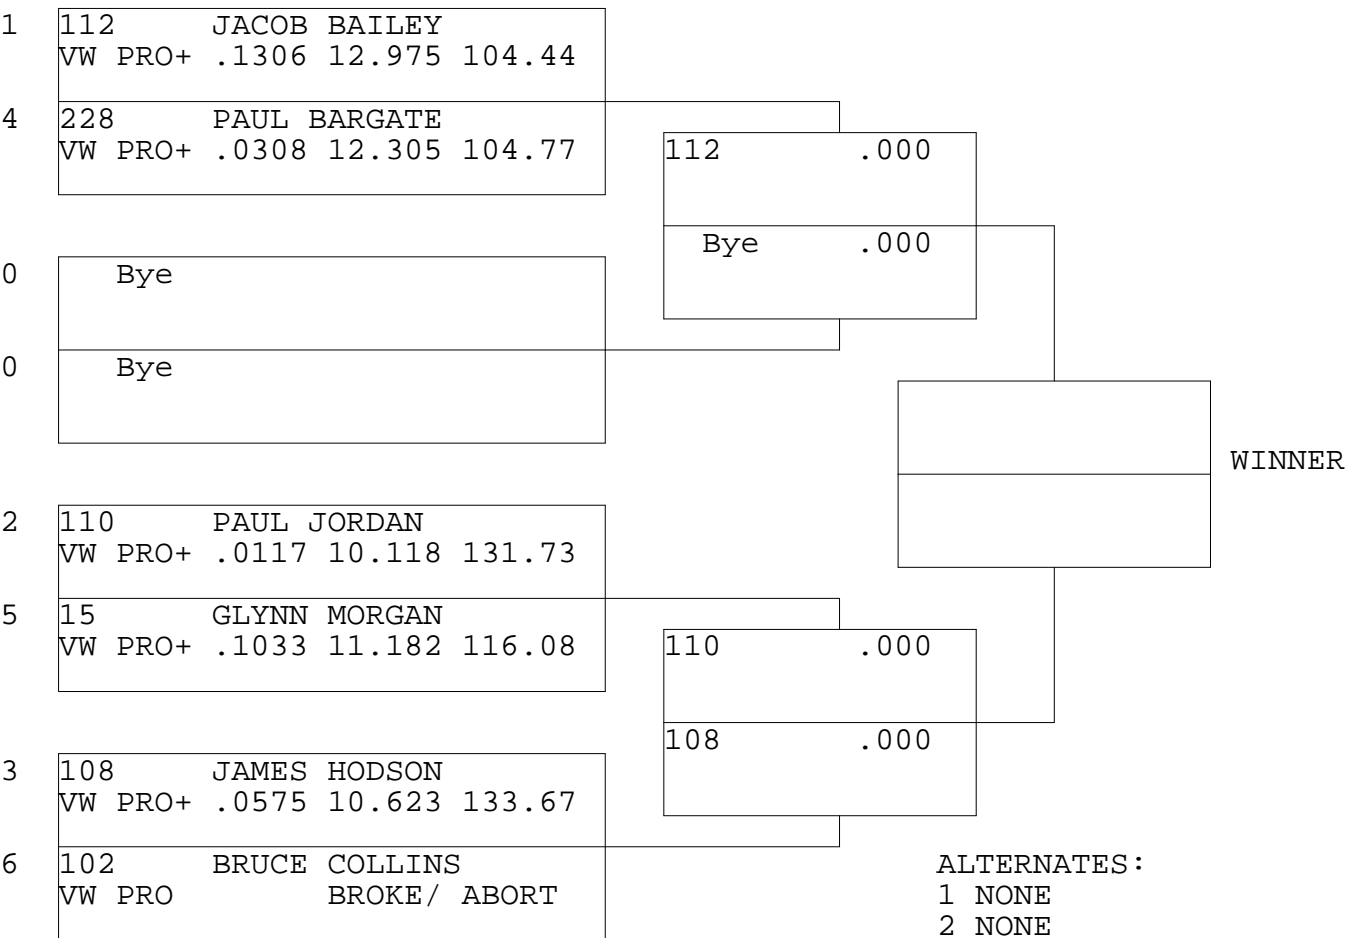 1 112 JACOB BAILEY
VW PRO+ .1306 12.975 104.44
4 228 PAUL BARGATE
VW PRO+ .0308 12.305 104.77
112 .000
Bye .000
0 Bye
0 Bye
WINNER
2 110 PAUL JORDAN
VW PRO+ .0117 10.118 131.73
5 15 GLYNN MORGAN
VW PRO+ .1033 11.182 116.08
110 .000
108 .000
3 108 JAMES HODSON
VW PRO+ .0575 10.623 133.67
6 102 BRUCE COLLINS
VW PRO BROKE/ ABORT
ALTERNATES:
1 NONE
2 NONE